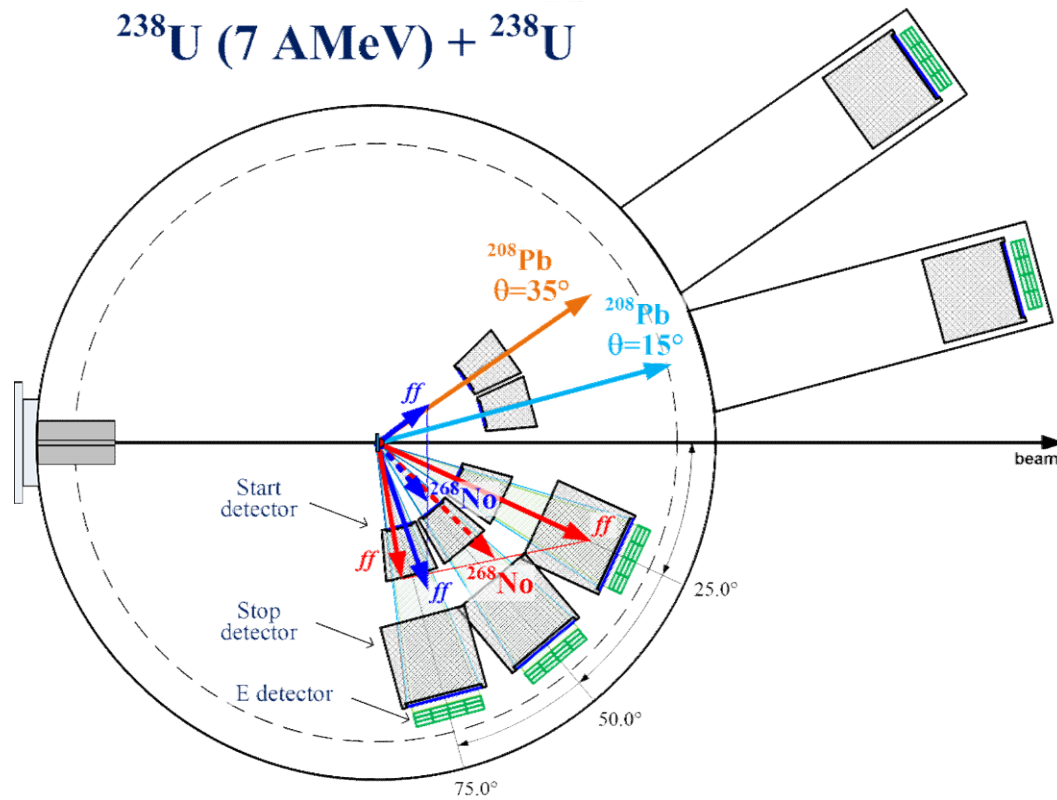 ²³⁸U (7 AMeV) + ²³⁸U
²⁰⁸Pb
θ=35°
²⁰⁸Pb
θ=15°
ff
beam
Start
detector
²⁶⁸No
ff
ff
ff
²⁶⁸No
25.0°
Stop
detector
E detector
50.0°
75.0°